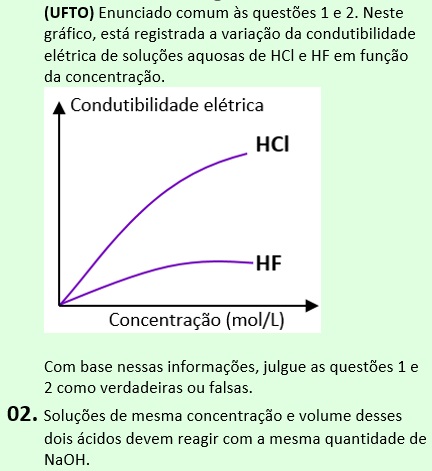 (UFTO) Enunciado comum às questões 1 e 2. Neste
gráfico, está registrada a variação da condutibilidade
elétrica de soluções aquosas de HCl e HF em função
da concentração.
Condutibilidade elétrica
HCl
HF
Concentração (mol/L)
Com base nessas informações, julgue as questões 1 e
2 como verdadeiras ou falsas.
02. Soluções de mesma concentração e volume desses
dois ácidos devem reagir com a mesma quantidade de
NaOH.